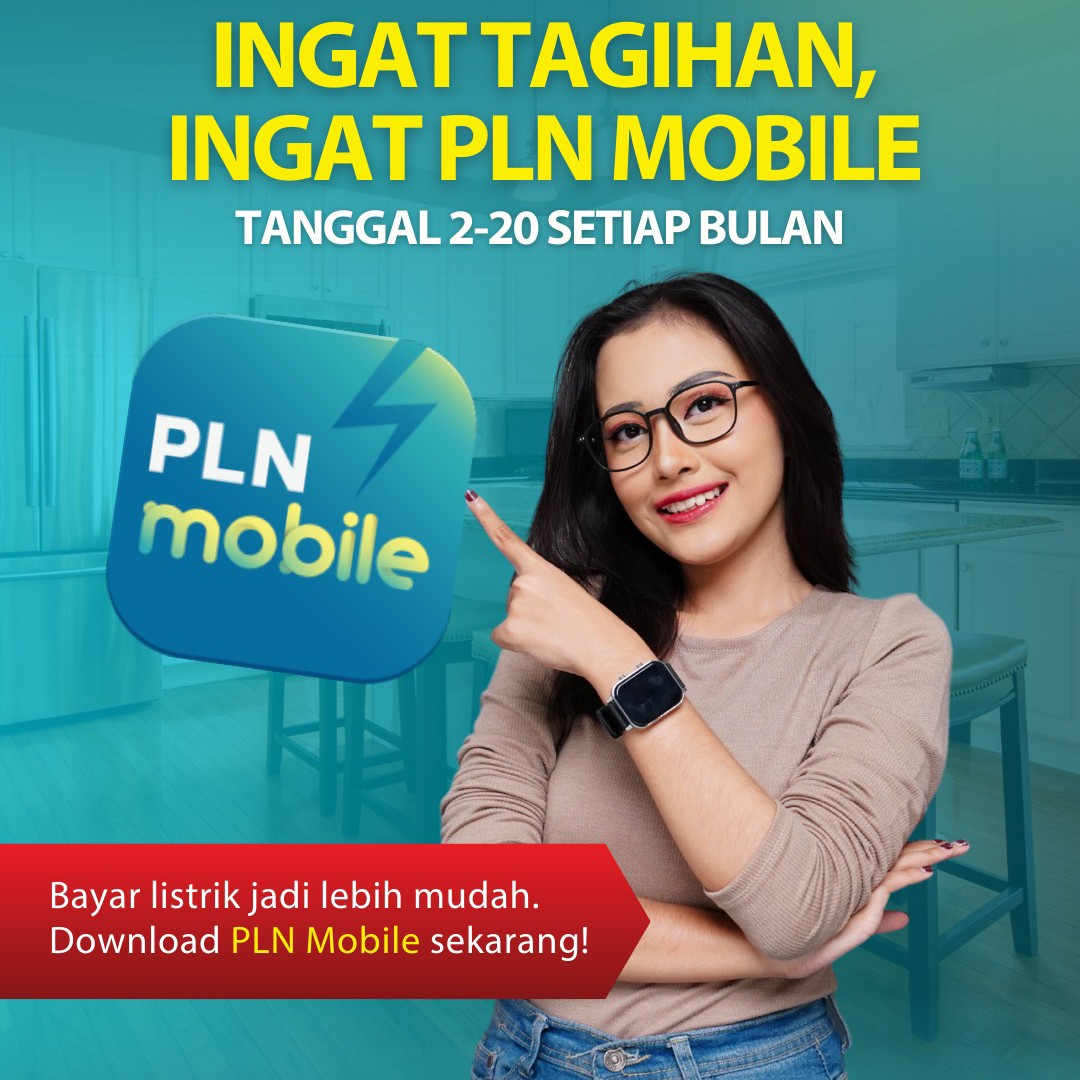 INGAT TAGIHAN,
INGAT PLN MOBILE
TANGGAL 2-20 SETIAP BULAN
PLN
mobile
Bayar listrik jadi lebih mudah.
Download PLN Mobile sekarang!